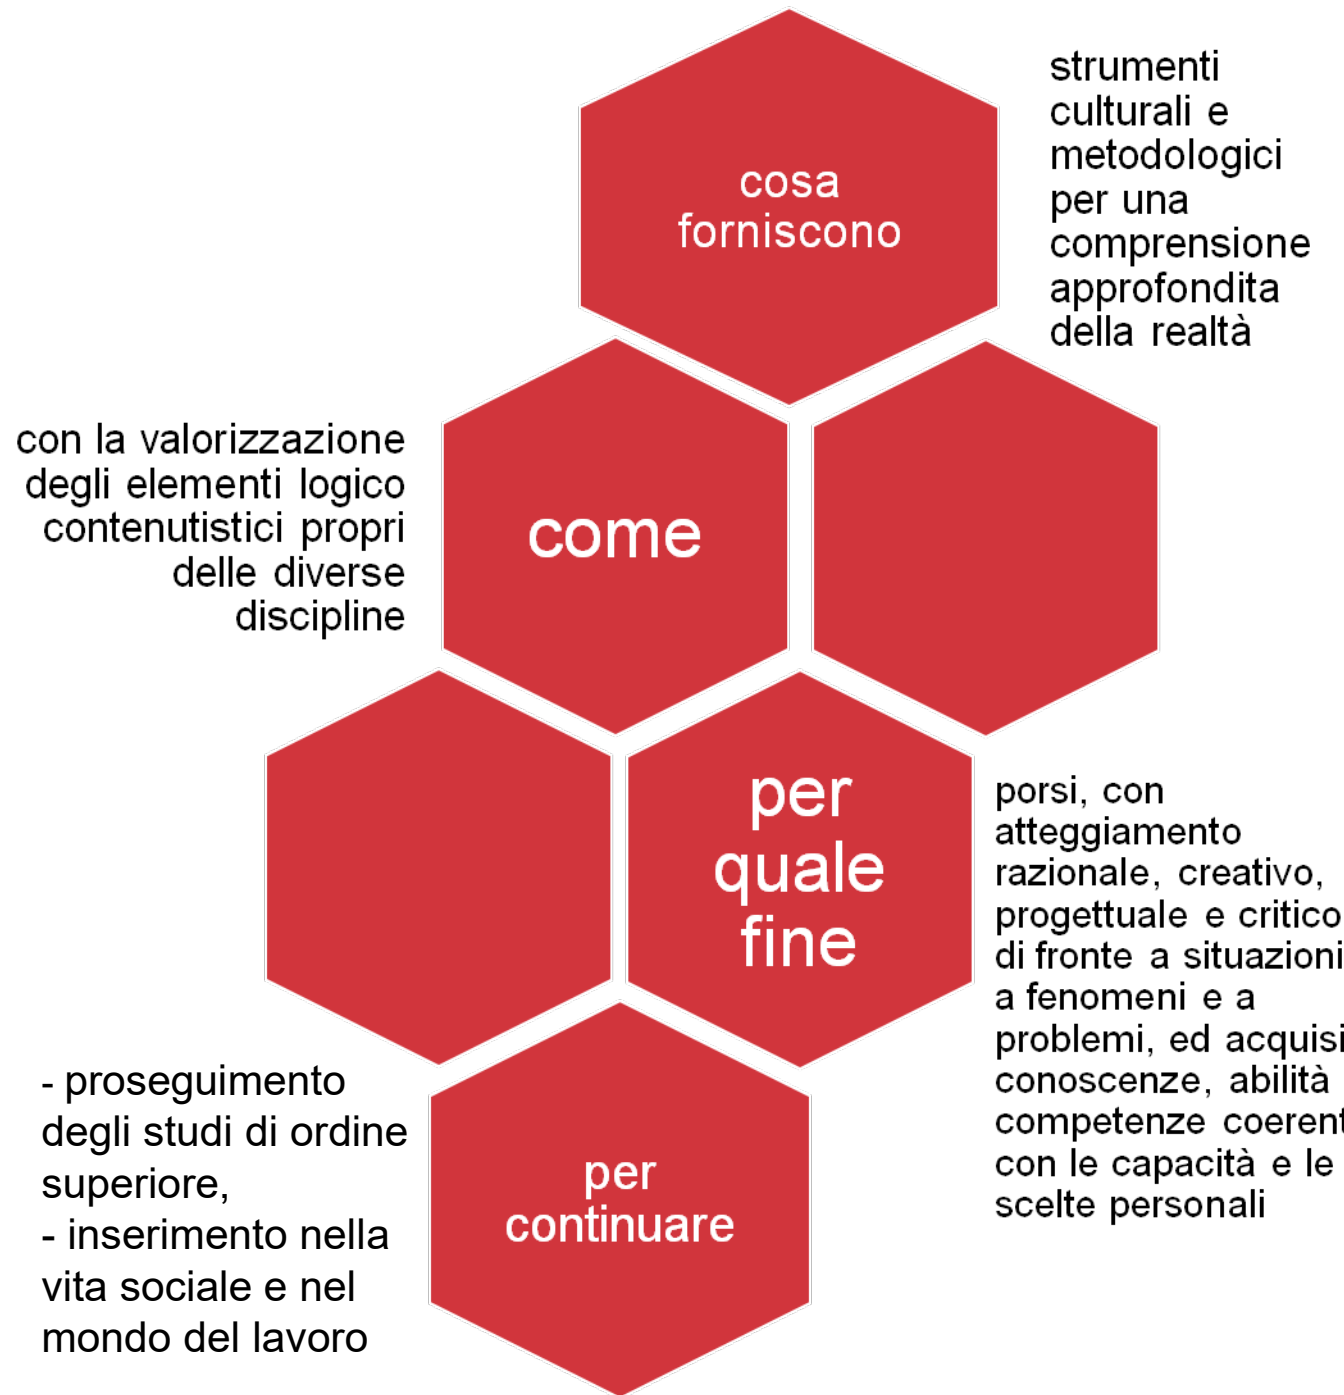 cosa
forniscono
strumenti
culturali e
metodologici
per una
comprensione
approfondita
della realtà
come
con la valorizzazione
degli elementi logico
contenutistici propri
delle diverse
discipline
per
quale
fine
porsi, con
atteggiamento
razionale, creativo,
progettuale e critico
di fronte a situazioni
a fenomeni e a
problemi, ed acquisi
conoscenze, abilità
competenze coerent
con le capacità e le
scelte personali
per
continuare
- proseguimento
degli studi di ordine
superiore,
- inserimento nella
vita sociale e nel
mondo del lavoro